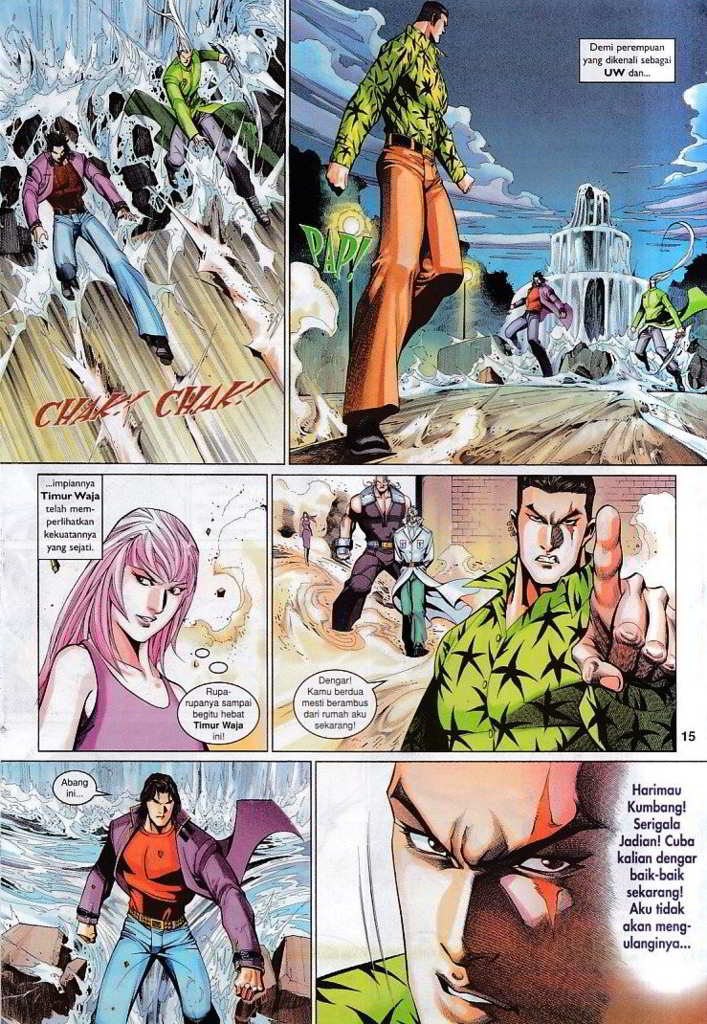 CHAK! CHAK!
Demi perempuan
yang dikenali sebagai
UW dan...
PAP!
...impiannya
Timur Waja
telah mem-
perlihatkan
kekuatannya
yang sejati.
Rupa-
rupanya sampai
begitu hebat
Timur Waja
ini!
Dengar!
Kamu berdua
mesti berambus
dari rumah aku
sekarang!
15
Abang
ini...
Harimau
Kumbang!
Serigala
Jadian! Cuba
kalian dengar
baik-baik
sekarang!
Aku tidak
akan meng-
ulanginya...